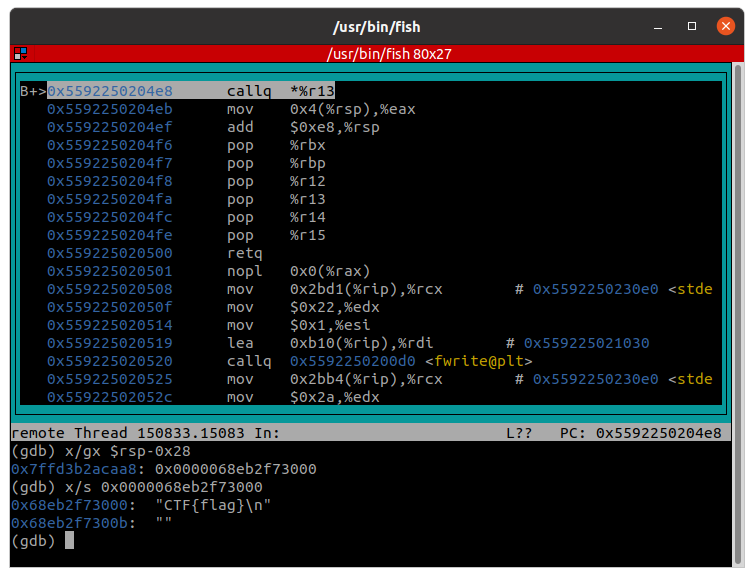 /usr/bin/fish
/usr/bin/fish 80x27
B+>0x5592250204e8 callq *%r13
0x5592250204eb mov 0x4(%rsp),%eax
0x5592250204ef add $0xe8,%rsp
0x5592250204f6 pop %rbx
0x5592250204f7 pop %rbp
0x5592250204f8 pop %r12
0x5592250204fa pop %r13
0x5592250204fc pop %r14
0x5592250204fe pop %r15
0x559225020500 retq
0x559225020501 nopl 0x0(%rax)
0x559225020508 mov 0x2bd1(%rip),%rcx # 0x5592250230e0 <stde
0x55922502050f mov $0x22,%edx
0x559225020514 mov $0x1,%esi
0x559225020519 lea 0xb10(%rip),%rdi # 0x559225021030
0x559225020520 callq 0x5592250200d0 <fwrite@plt>
0x559225020525 mov 0x2bb4(%rip),%rcx # 0x5592250230e0 <stde
0x55922502052c mov $0x2a,%edx
remote Thread 150833.15083 In: L?? PC: 0x5592250204e8
(gdb) x/gx $rsp-0x28
0x7ffd3b2acaa8: 0x0000068eb2f73000
(gdb) x/s 0x0000068eb2f73000
0x68eb2f73000: "CTF{flag}\n"
0x68eb2f7300b: ""
(gdb)